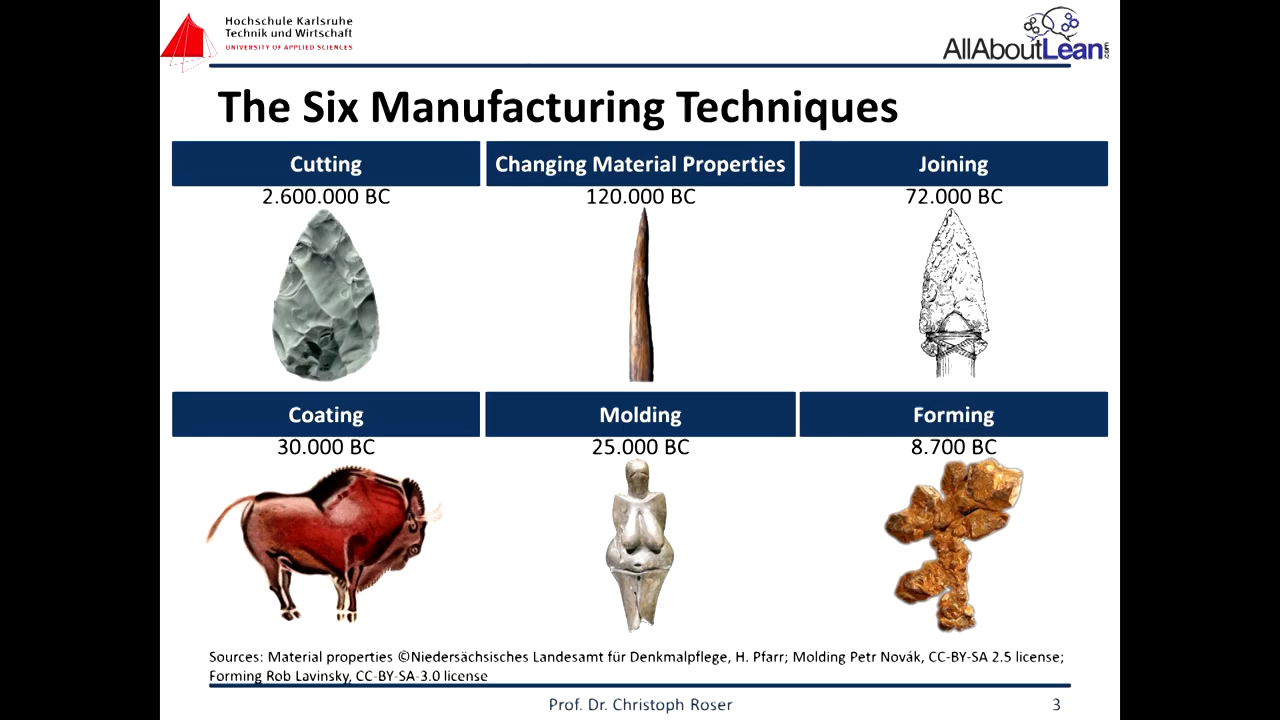 Hochschule Karlsruhe
Technik und Wirtschaft
UNIVERSITY OF APPLIED SCIENCES
AllAboutLean.com
The Six Manufacturing Techniques
Cutting
Changing Material Properties
Joining
2.600.000 BC
120.000 BC
72.000 BC
Coating
Molding
Forming
30.000 BC
25.000 BC
8.700 BC
Sources: Material properties ©Niedersächsisches Landesamt für Denkmalpflege, H. Pfarr; Molding Petr Novák, CC-BY-SA 2.5 license;
Forming Rob Lavinsky, CC-BY-SA-3.0 license
Prof. Dr. Christoph Roser
3